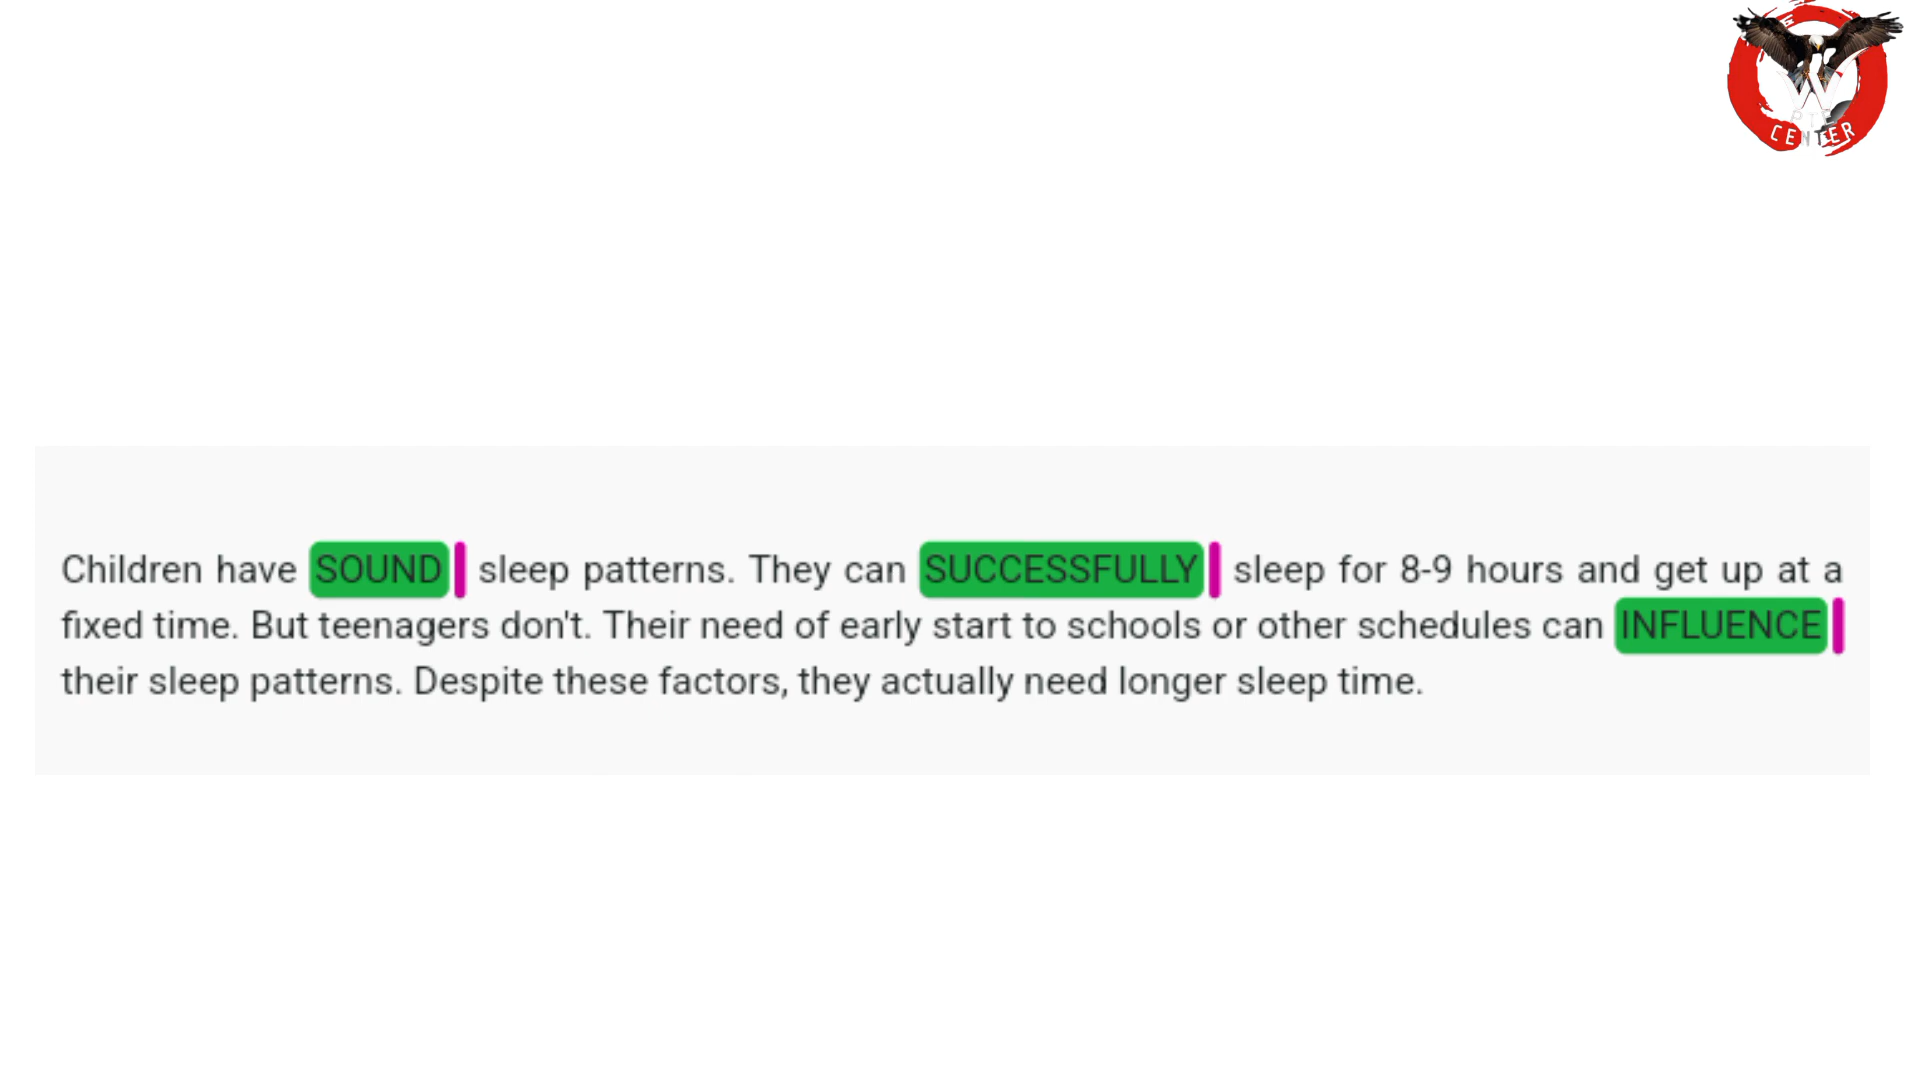 W
PTE
CENTER
Children have SOUND sleep patterns. They can SUCCESSFULLY sleep for 8-9 hours and get up at a
fixed time. But teenagers don't. Their need of early start to schools or other schedules can INFLUENCE
their sleep patterns. Despite these factors, they actually need longer sleep time.